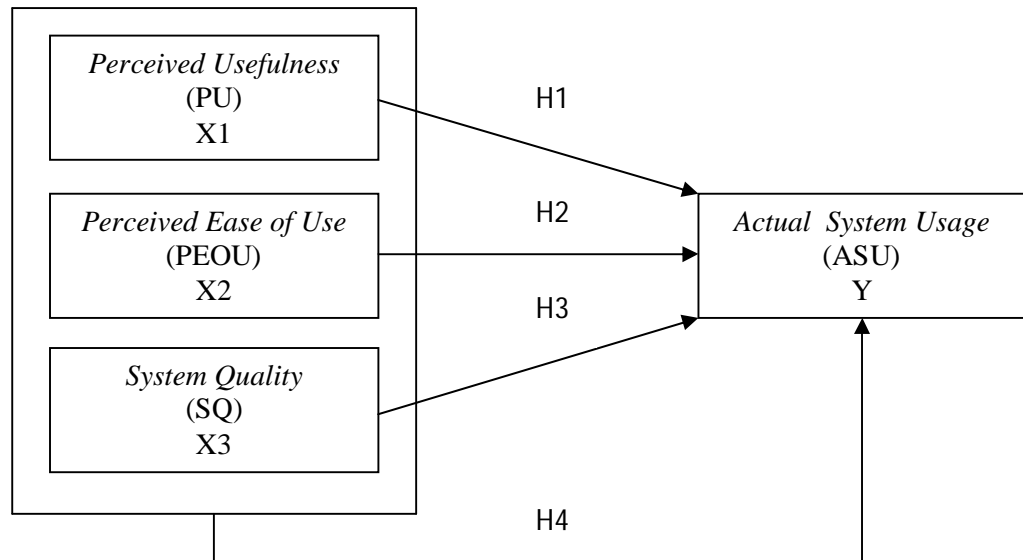 Perceived Usefulness
(PU)
X1
H1
Perceived Ease of Use
(PEOU)
X2
H2
Actual System Usage
(ASU)
Y
H3
System Quality
(SQ)
X3
H4